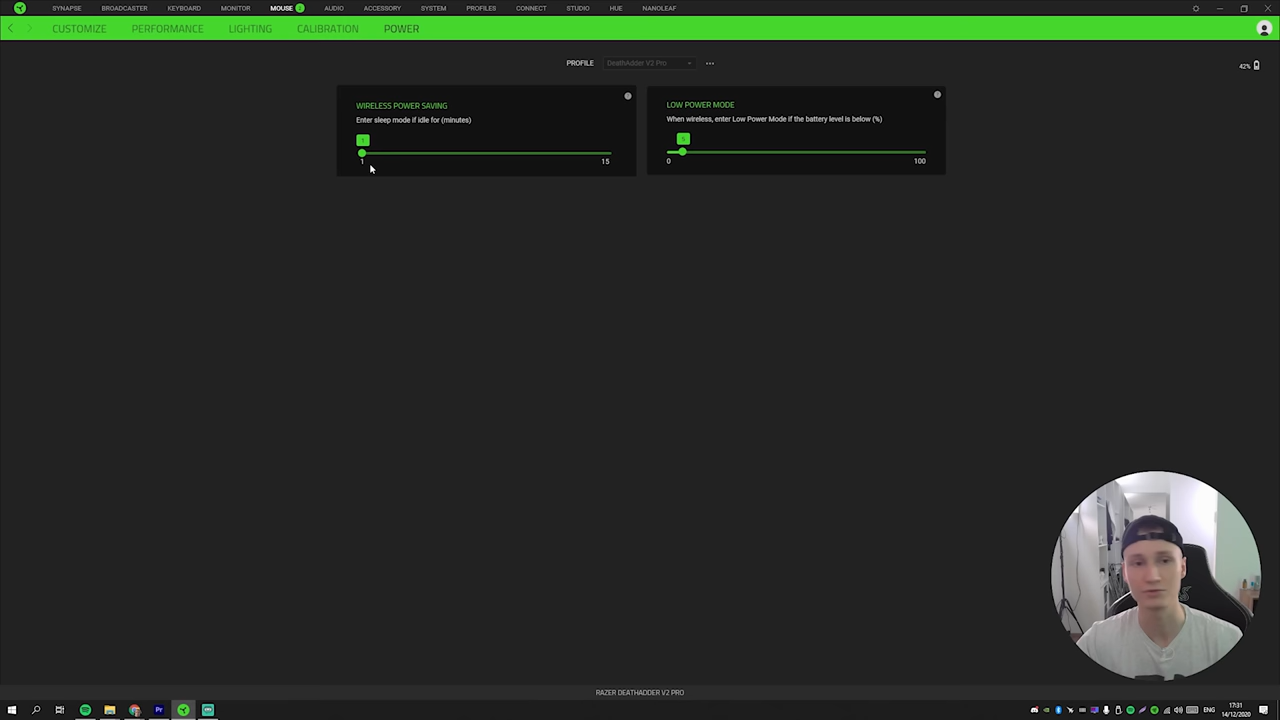 SYNAPSE BROADCASTER KEYBOARD MONITOR MOUSE 2 AUDIO ACCESSORY SYSTEM PROFILES CONNECT STUDIO HUE NANOLEAF
CUSTOMIZE PERFORMANCE LIGHTING CALIBRATION POWER
PROFILE DeathAdder V2 Pro
42%
WIRELESS POWER SAVING
Enter sleep mode if idle for (minutes)
1
1 15
LOW POWER MODE
When wireless, enter Low Power Mode if the battery level is below (%)
0 100
RAZER DEATHADDER V2 PRO
Pr
ENG
17:31
14/12/2020